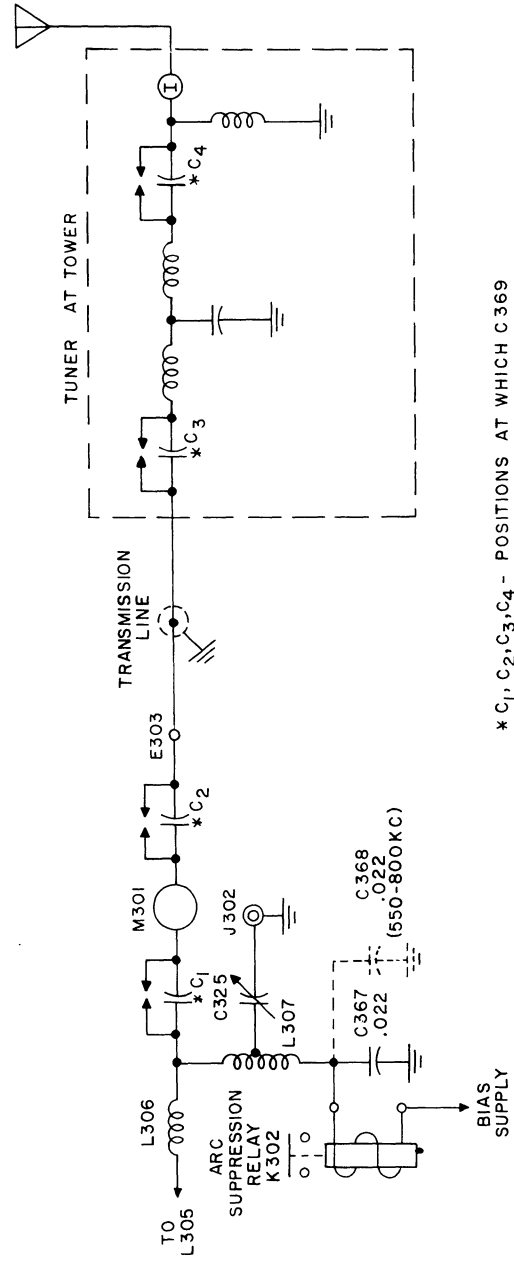 TO
L305
L306
ARC
SUPPRESSION
RELAY
K302
BIAS
SUPPLY
*C1
C325
L307
J302
C367
.022
C368
.022
(550-800KC)
M301
*C2
E303
TRANSMISSION
LINE
TUNER AT TOWER
*C3
*C4
I
*C1, C2, C3, C4 - POSITIONS AT WHICH C369